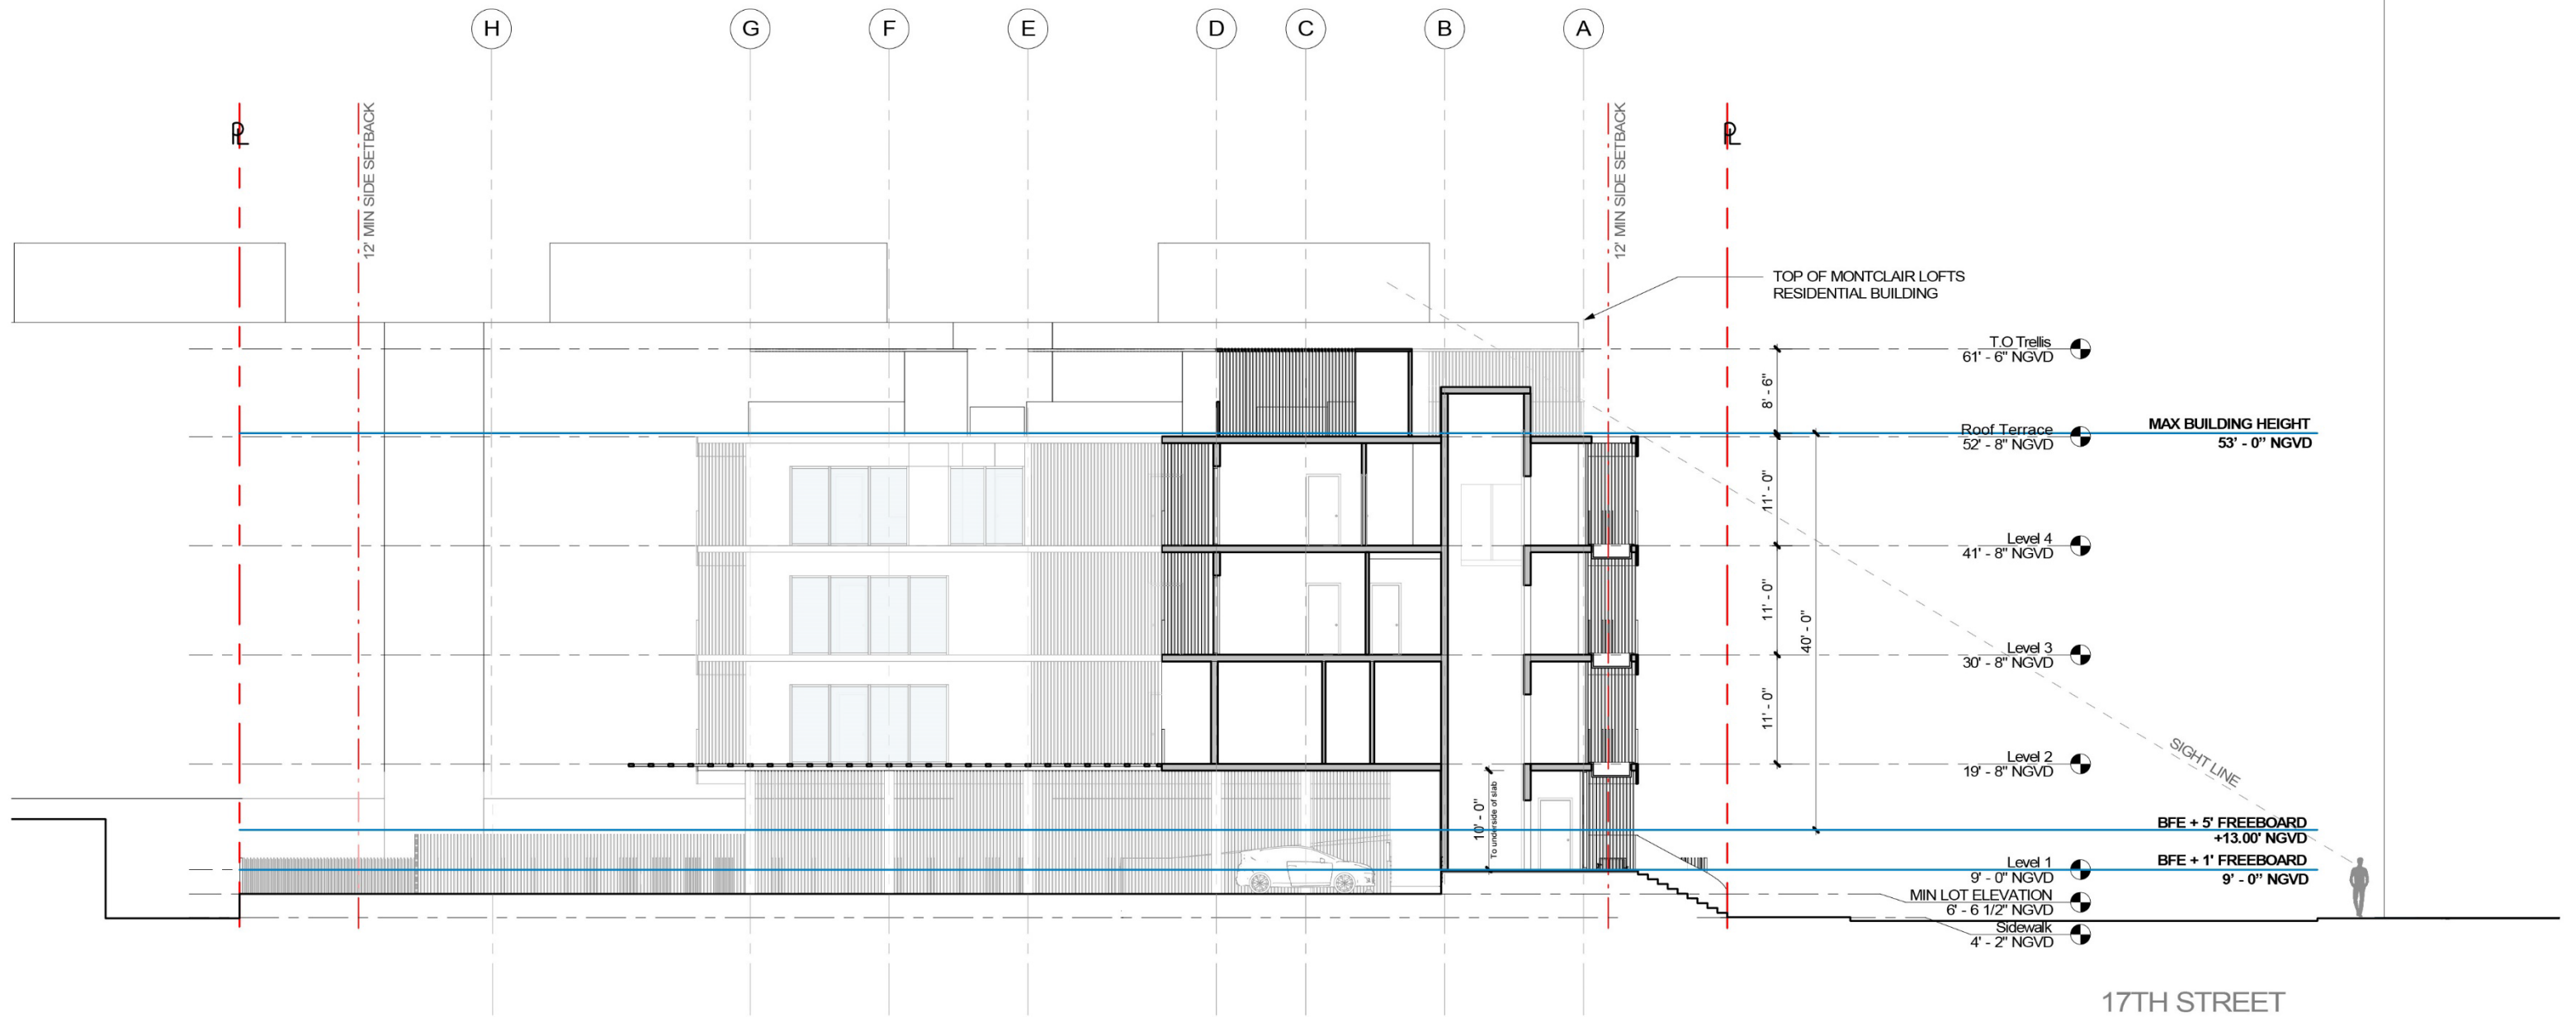 H
G
F
E
D
C
B
A
PL
12' MIN SIDE SETBACK
12' MIN SIDE SETBACK
PL
TOP OF MONTCLAIR LOFTS
RESIDENTIAL BUILDING
T.O Trellis
61' - 6" NGVD
8' - 6"
MAX BUILDING HEIGHT
53' - 0" NGVD
Roof Terrace
52' - 8" NGVD
11' - 0"
Level 4
41' - 8" NGVD
11' - 0"
40' - 0"
Level 3
30' - 8" NGVD
11' - 0"
Level 2
19' - 8" NGVD
SIGHT LINE
10' - 0"
To underside of slab
BFE + 5' FREEBOARD
+13.00' NGVD
Level 1
9' - 0" NGVD
BFE + 1' FREEBOARD
9' - 0" NGVD
MIN LOT ELEVATION
6' - 6 1/2" NGVD
Sidewalk
4' - 2" NGVD
17TH STREET